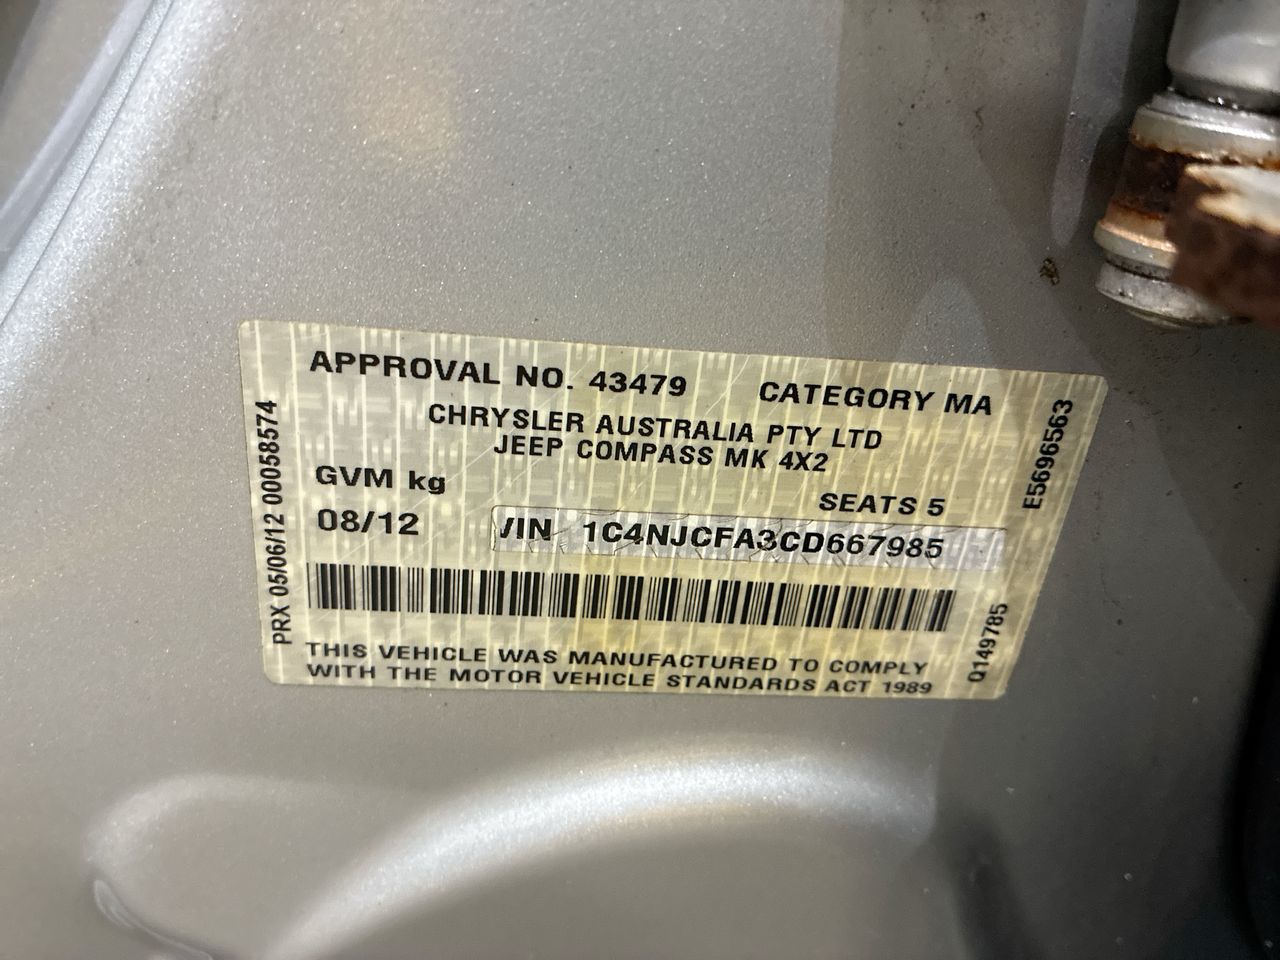 APPROVAL NO. 43479 CATEGORY MA
CHRYSLER AUSTRALIA PTY LTD
JEEP COMPASS MK 4X2
GVM kg SEATS 5
08/12 VIN 1C4NJCFA3CD667985
THIS VEHICLE WAS MANUFACTURED TO COMPLY
WITH THE MOTOR VEHICLE STANDARDS ACT 1989
PRX 05/06/12 00058574
E5696563
Q149785